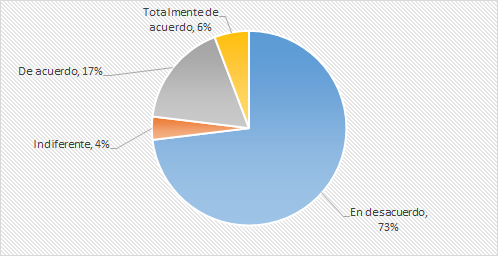 Totalmente de
acuerdo, 6%
De acuerdo, 17%
Indiferente, 4%
En desacuerdo,
73%